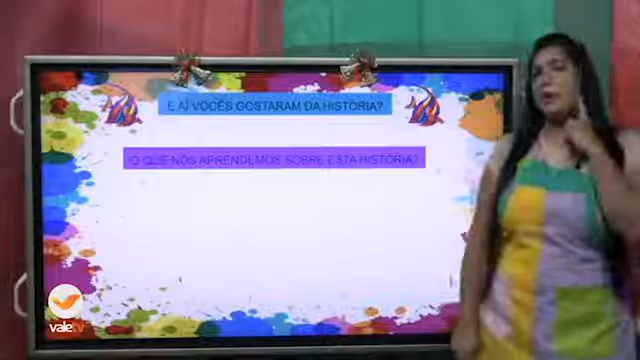 E AÍ VOCÊS GOSTARAM DA HISTÓRIA?
O QUE NÓS APRENDEMOS SOBRE ESTA HISTÓRIA?
valetv